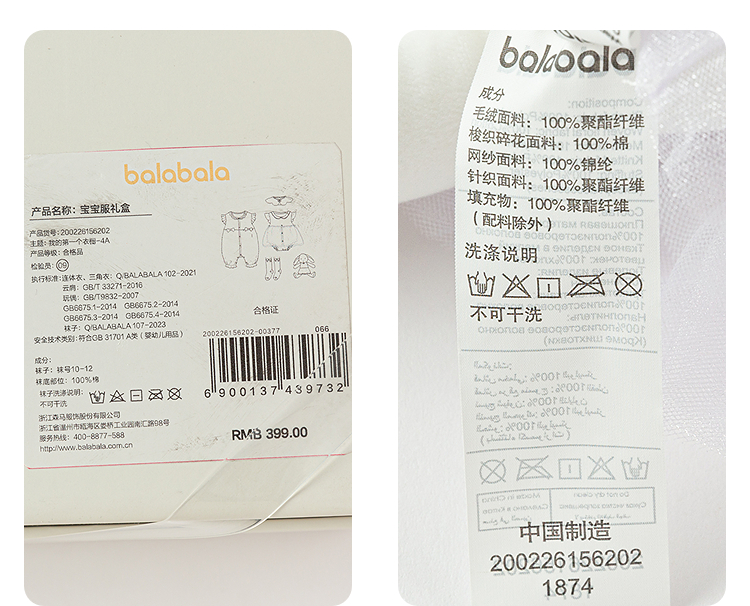 balabala
产品名称：宝宝服礼盒
产品货号：200226156202
主题：我的第一个衣橱-4A
产品等级：合格品
检验员：09
执行标准：连体衣、三角衣：Q/BALABALA 102-2021
GB/T 33271-2016
玩偶：GB/T9832-2007
GB6675.1-2014 GB6675.2-2014
GB6675.3-2014 GB6675.4-2014
袜子：Q/BALABALA 107-2023
安全技术类别：符合GB 31701 A类（婴幼儿用品）
合格证
200226156202-00377 066
6 900137 439732
成分：
袜子：袜号10-12
袜底部位：100%棉
袜子洗涤说明：
浙江森马服饰股份有限公司
浙江省温州市瓯海区娄桥工业园南汇路98号
服务热线：400-8877-588
http://www.balabala.com.cn
RMB 399.00
balabala
成分
毛绒面料：100%聚酯纤维
梭织碎花面料：100%棉
网纱面料：100%锦纶
针织面料：100%聚酯纤维
填充物：100%聚酯纤维
（配料除外）
洗涤说明
不可干洗
中国制造
200226156202
1874